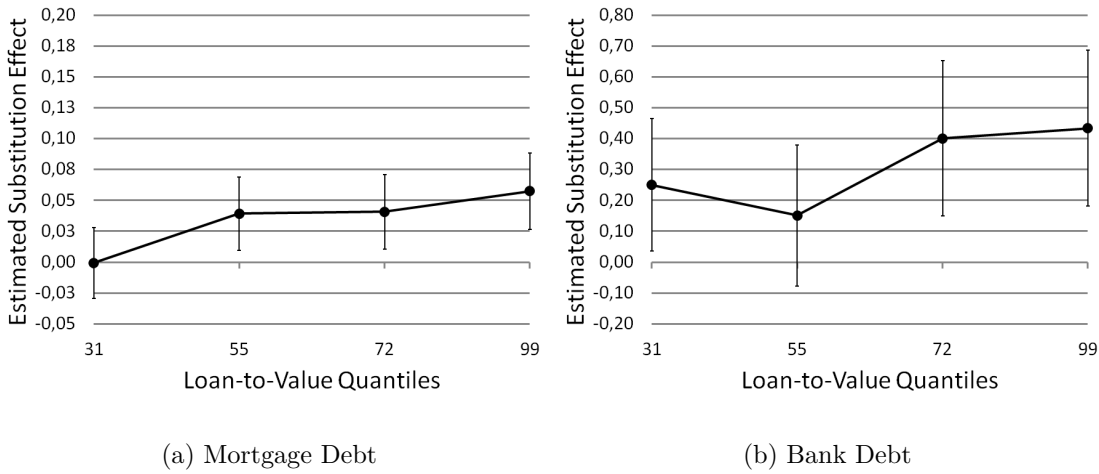 Estimated Substitution Effect
0,20
0,18
0,15
0,13
0,10
0,08
0,05
0,03
0,00
-0,03
-0,05
31 55 72 99
Loan-to-Value Quantiles
(a) Mortgage Debt
Estimated Substitution Effect
0,80
0,70
0,60
0,50
0,40
0,30
0,20
0,10
0,00
-0,10
-0,20
31 55 72 99
Loan-to-Value Quantiles
(b) Bank Debt